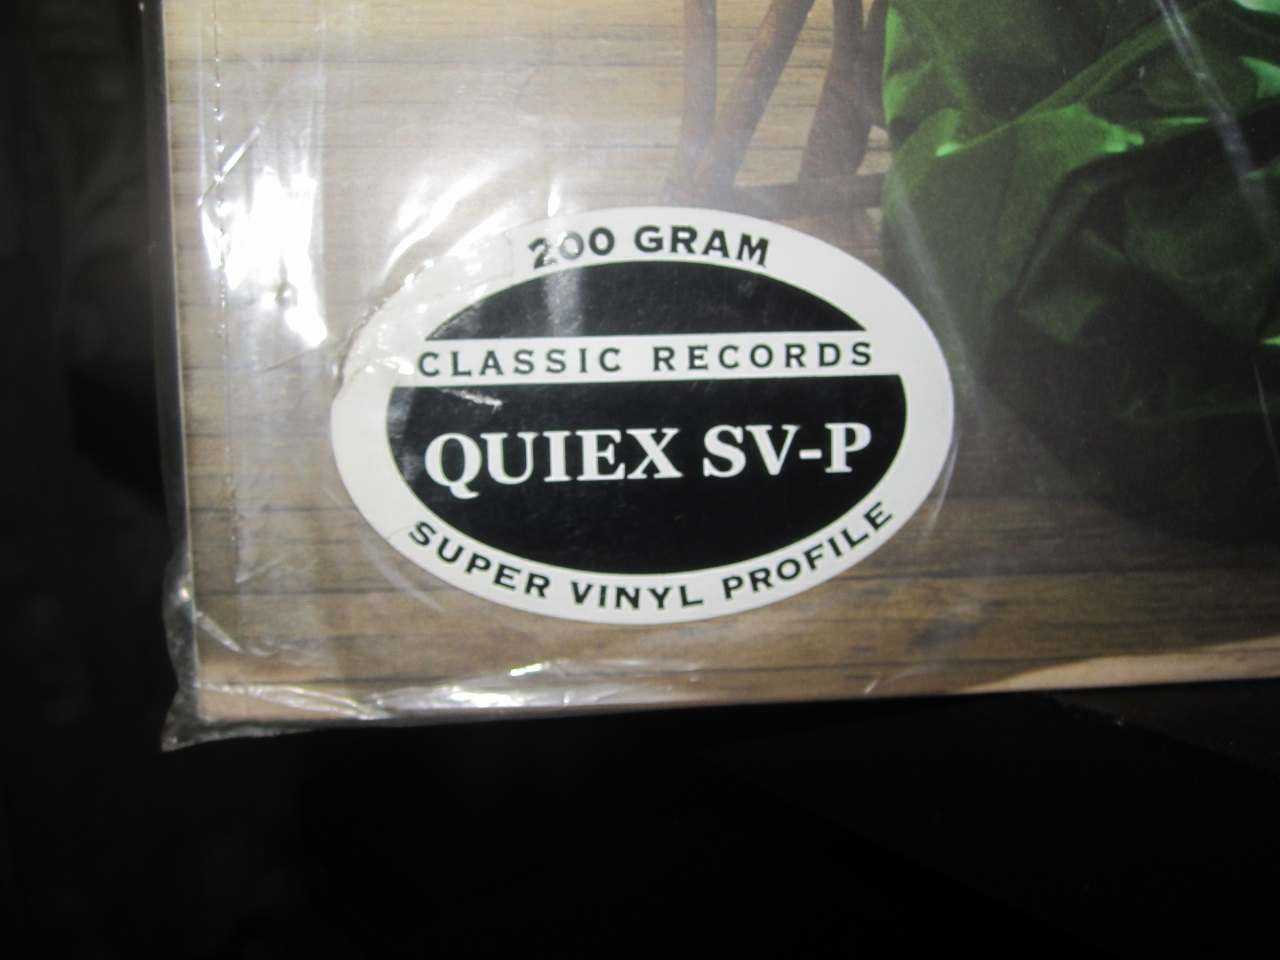 200 GRAM
CLASSIC RECORDS
QUIEX SV-P
SUPER VINYL PROFILE